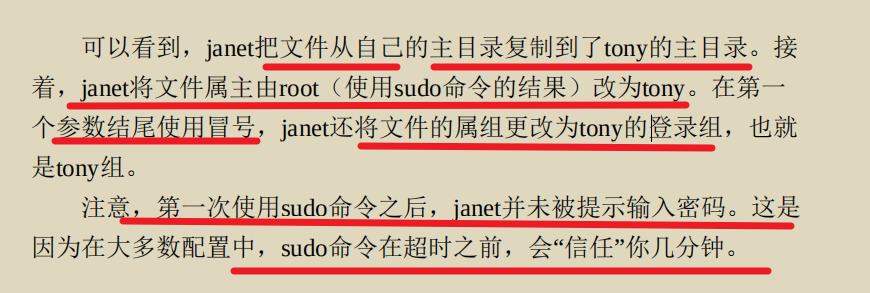 可以看到，janet把文件从自己的主目录复制到了tony的主目录。接
着，janet将文件属主由root（使用sudo命令的结果）改为tony。在第一
个参数结尾使用冒号，janet还将文件的属组更改为tony的登录组，也就
是tony组。
注意，第一次使用sudo命令之后，janet并未被提示输入密码。这是
因为在大多数配置中，sudo命令在超时之前，会“信任”你几分钟。